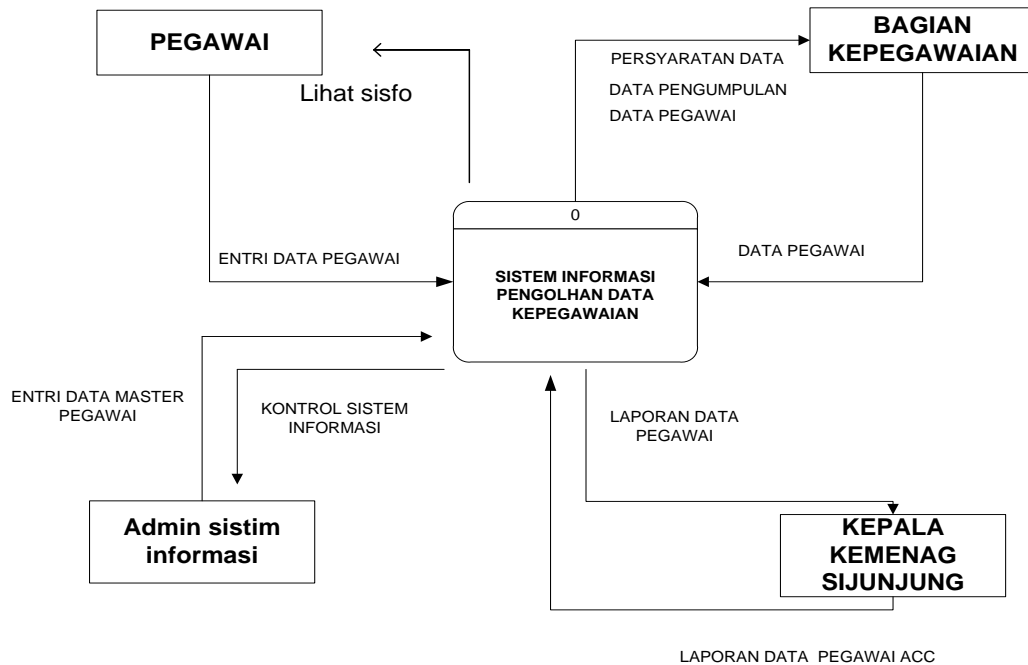 PEGAWAI
Lihat sisfo
PERSYARATAN DATA
DATA PENGUMPULAN
DATA PEGAWAI
BAGIAN
KEPEGAWAIAN
0
SISTEM INFORMASI
PENGOLHAN DATA
KEPEGAWAIAN
ENTRI DATA PEGAWAI
DATA PEGAWAI
ENTRI DATA MASTER
PEGAWAI
KONTROL SISTEM
INFORMASI
LAPORAN DATA
PEGAWAI
Admin sistim
informasi
KEPALA
KEMENAG
SIJUNJUNG
LAPORAN DATA PEGAWAI ACC